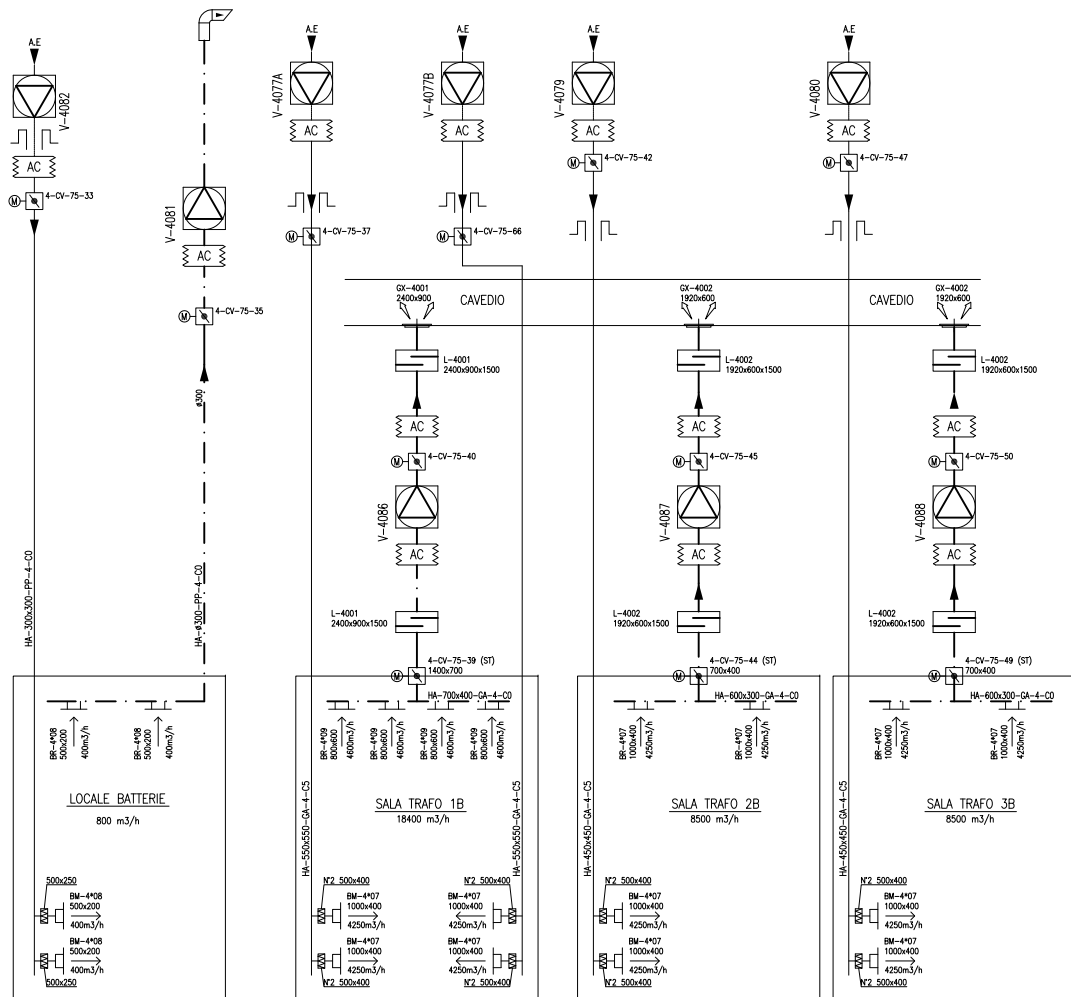 A.E
V-4082
AC
M
4-CV-75-33
HA-300x300-PP-4-C0
V-4081
AC
M
4-CV-75-35
ø300
HA-ø300-PP-4-C0
A.E
V-4077A
AC
M
4-CV-75-37
A.E
V-4077B
AC
M
4-CV-75-66
A.E
V-4079
AC
M
4-CV-75-42
A.E
V-4080
AC
M
4-CV-75-47
CAVEDIO
CAVEDIO
GX-4001
2400x900
L-4001
2400x900x1500
AC
M
4-CV-75-40
V-4086
AC
L-4001
2400x900x1500
M
4-CV-75-39 (ST)
1400x700
HA-700x400-GA-4-C0
GX-4002
1920x600
L-4002
1920x600x1500
AC
M
4-CV-75-45
V-4087
AC
L-4002
1920x600x1500
M
4-CV-75-44 (ST)
700x400
HA-600x300-GA-4-C0
GX-4002
1920x600
L-4002
1920x600x1500
AC
M
4-CV-75-50
V-4088
AC
L-4002
1920x600x1500
M
4-CV-75-49 (ST)
700x400
HA-600x300-GA-4-C0
BR-4*08
500x200
400m3/h
BR-4*08
500x200
400m3/h
LOCALE BATTERIE
800 m3/h
500x250
BM-4*08
500x200
400m3/h
BM-4*08
500x200
400m3/h
500x250
BR-4*09
800x600
4600m3/h
BR-4*09
800x600
4600m3/h
BR-4*09
800x600
4600m3/h
BR-4*09
800x600
4600m3/h
HA-550x550-GA-4-C5
SALA TRAFO 1B
18400 m3/h
HA-550x550-GA-4-C5
N°2 500x400
BM-4*07
1000x400
4250m3/h
BM-4*07
1000x400
4250m3/h
N°2 500x400
N°2 500x400
BM-4*07
1000x400
4250m3/h
BM-4*07
1000x400
4250m3/h
N°2 500x400
BR-4*07
1000x400
4250m3/h
BR-4*07
1000x400
4250m3/h
HA-450x450-GA-4-C5
SALA TRAFO 2B
8500 m3/h
N°2 500x400
BM-4*07
1000x400
4250m3/h
BM-4*07
1000x400
4250m3/h
N°2 500x400
BR-4*07
1000x400
4250m3/h
BR-4*07
1000x400
4250m3/h
HA-450x450-GA-4-C5
SALA TRAFO 3B
8500 m3/h
N°2 500x400
BM-4*07
1000x400
4250m3/h
BM-4*07
1000x400
4250m3/h
N°2 500x400